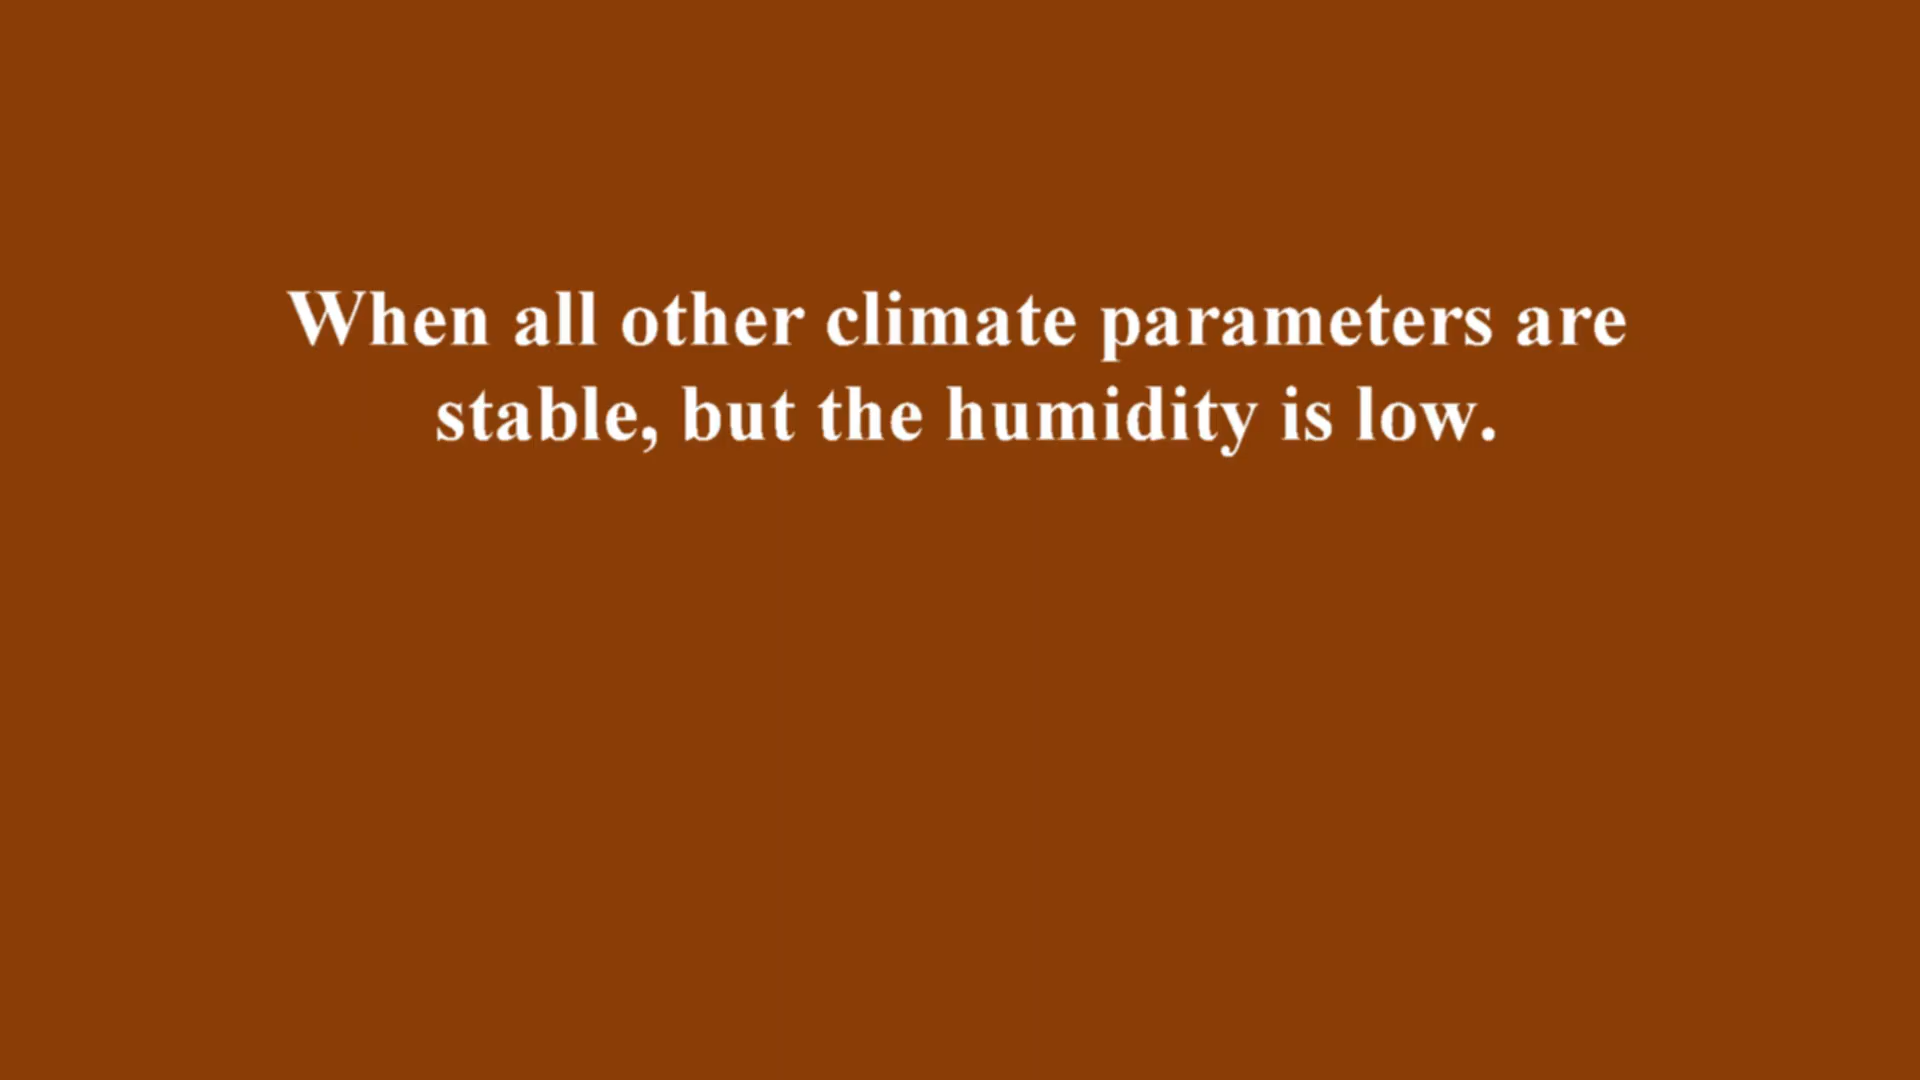 When all other climate parameters are
stable, but the humidity is low.